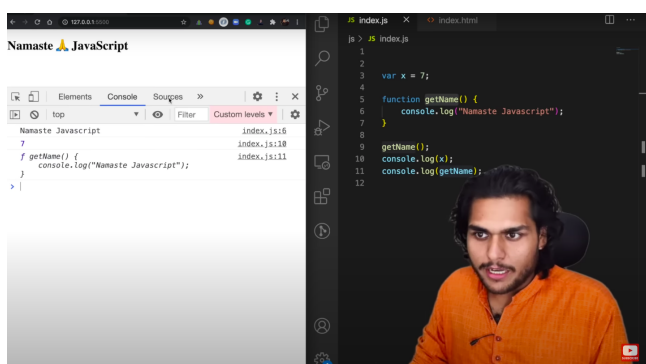 127.0.0.1:5500
Namaste 🙏 JavaScript
Elements Console Sources »
top Filter Custom levels ▼
Namaste Javascript index.js:6
7 index.js:10
ƒ getName() { index.js:11
console.log("Namaste Javascript");
}
>
JS index.js × index.html ...
js > JS index.js
1
2
3 var x = 7;
4
5 function getName() {
6 console.log("Namaste Javascript");
7 }
8
9 getName();
10 console.log(x);
11 console.log(getName);
12
SUBSCRIBE